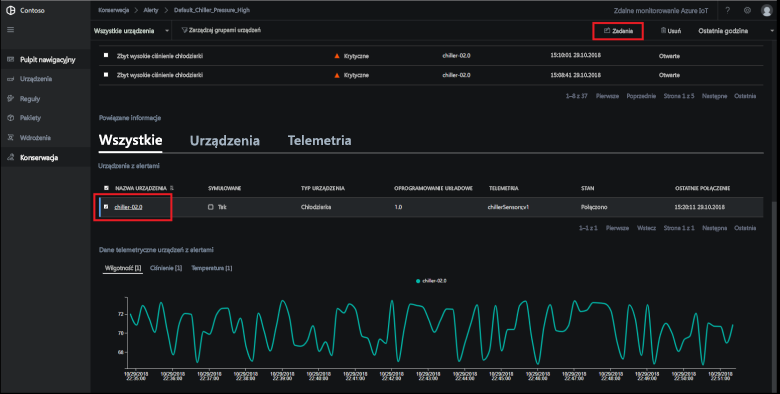 Contoso
Konserwacja > Alerty > Default_Chiller_Pressure_High
Zdalne monitorowanie Azure IoT
?
Wszystkie urządzenia
Zarządzaj grupami urządzeń
Zadania
Usuń
Ostatnia godzina
Pulpit nawigacyjny
Urządzenia
Reguły
Pakiety
Wdrożenia
Konserwacja
Zbyt wysokie ciśnienie chłodziarki Krytyczne chiller-02.0 15:10:01 29.10.2018 Otwarte
Zbyt wysokie ciśnienie chłodziarki Krytyczne chiller-02.0 15:08:41 29.10.2018 Otwarte
1–8 z 37 Pierwsze Poprzednie Strona 1 z 5 Następne Ostatnia
Powiązane informacje
Wszystkie Urządzenia Telemetria
Urządzenia z alertami
NAZWA URZĄDZENIA SYMULOWANE TYP URZĄDZENIA OPROGRAMOWANIE UKŁADOWE TELEMETRIA STAN OSTATNIE POŁĄCZENIE
chiller-02.0 Tak Chłodziarka 1.0 chillerSensors;v1 Połączono 15:20:11 29.10.2018
1–1 z 1 Pierwsze Wstecz Strona 1 z 1 Następna Ostatnia
Dane telemetryczne urządzeń z alertami
Wilgotność [1] Ciśnienie [1] Temperatura [1]
chiller-02.0
72
70
68
10/29/2018 10/29/2018 10/29/2018 10/29/2018 10/29/2018 10/29/2018 10/29/2018 10/29/2018 10/29/2018 10/29/2018 10/29/2018 10/29/2018 10/29/2018 10/29/2018 10/29/2018 10/29/2018 10/29/2018
22:35:00 22:36:00 22:37:00 22:38:00 22:39:00 22:40:00 22:41:00 22:42:00 22:43:00 22:44:00 22:45:00 22:46:00 22:47:00 22:48:00 22:49:00 22:50:00 22:51:00